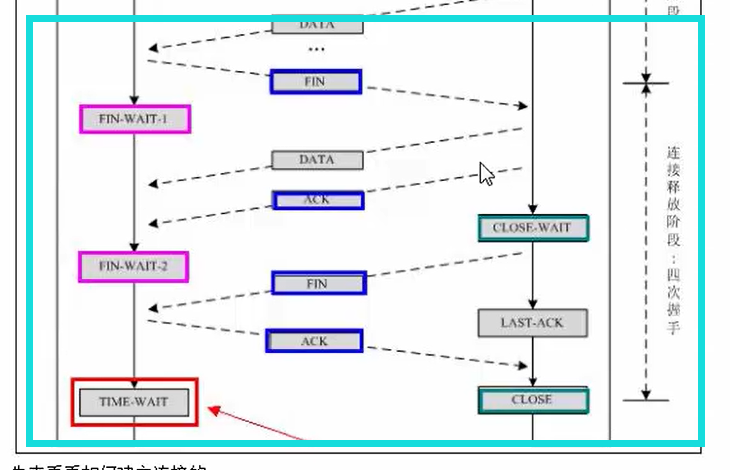 段
DATA
...
FIN
FIN-WAIT-1
DATA
ACK
CLOSE-WAIT
FIN-WAIT-2
FIN
LAST-ACK
ACK
TIME-WAIT
CLOSE
连接释放阶段:四次握手